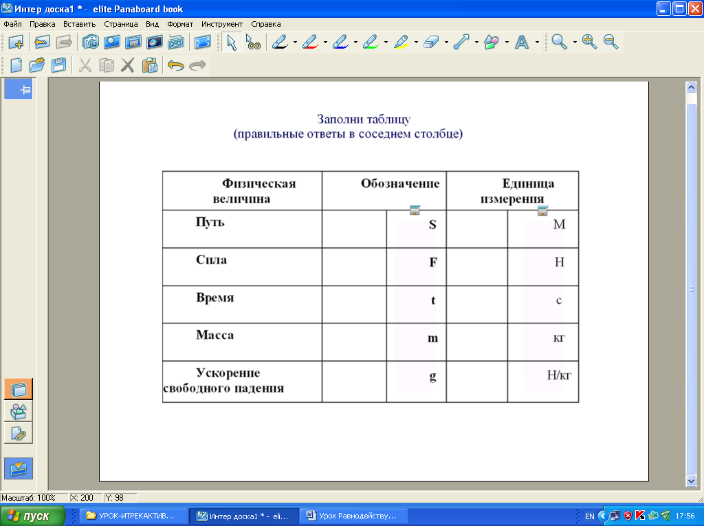 Интер доска1 * - elite Panaboard book
Файл Правка Вставить Страница Вид Формат Инструмент Справка
Заполни таблицу
(правильные ответы в соседнем столбце)
Физическая величина Обозначение Единица измерения
Путь S М
Сила F Н
Время t с
Масса m кг
Ускорение свободного падения g Н/кг
Масштаб: 100% X: 200 Y: 98
пуск УРОК-ИТРЕКАКТИВ... Интер доска1 * - eli... Урок Равнодейству... EN 17:56